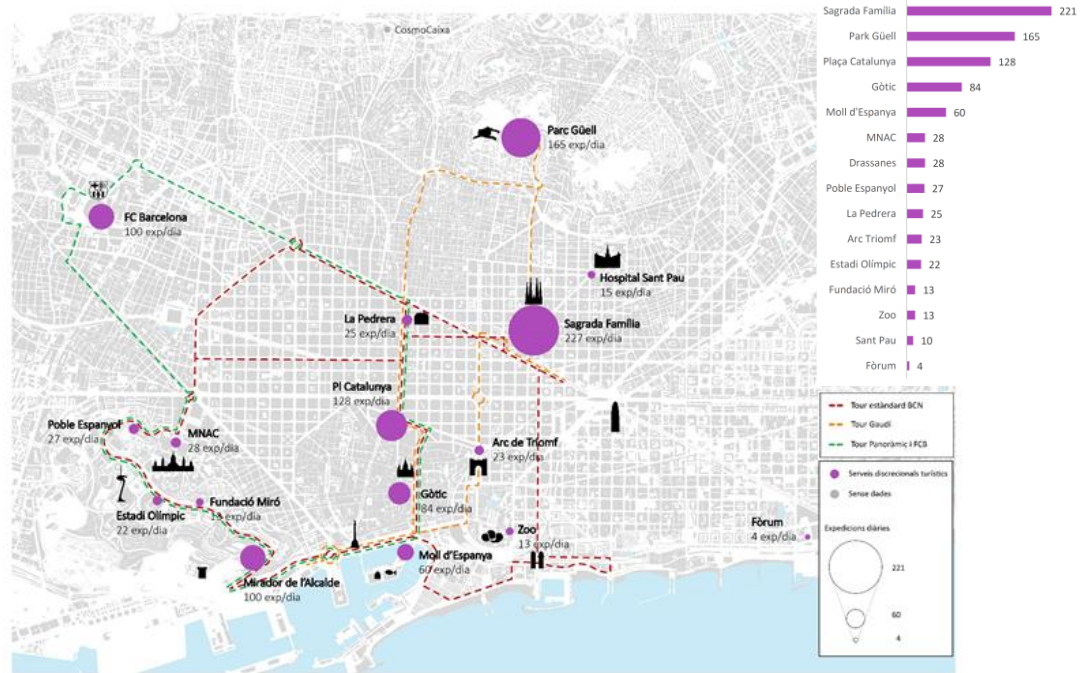 CosmoCaixa
Parc Güell
165 exp/dia
FC Barcelona
100 exp/dia
Hospital Sant Pau
15 exp/dia
La Pedrera
25 exp/dia
Sagrada Família
227 exp/dia
Pl Catalunya
128 exp/dia
Poble Espanyol
27 exp/dia
MNAC
28 exp/dia
Arc de Triomf
23 exp/dia
Estadi Olímpic
22 exp/dia
Fundació Miró
exp/dia
Gòtic
84 exp/dia
Zoo
13 exp/dia
Fòrum
4 exp/dia
Mirador de l'Alcalde
100 exp/dia
Moll d'Espanya
60 exp/dia
Sagrada Família 221
Park Güell 165
Plaça Catalunya 128
Gòtic 84
Moll d'Espanya 60
MNAC 28
Drassanes 28
Poble Espanyol 27
La Pedrera 25
Arc Triomf 23
Estadi Olímpic 22
Fundació Miró 13
Zoo 13
Sant Pau 10
Fòrum 4
Tour estàndard BCN
Tour Gaudí
Tour Panoràmic i FCB
Serveis discrecionals turístics
Sense dades
Expedicions diàries
221
60
4